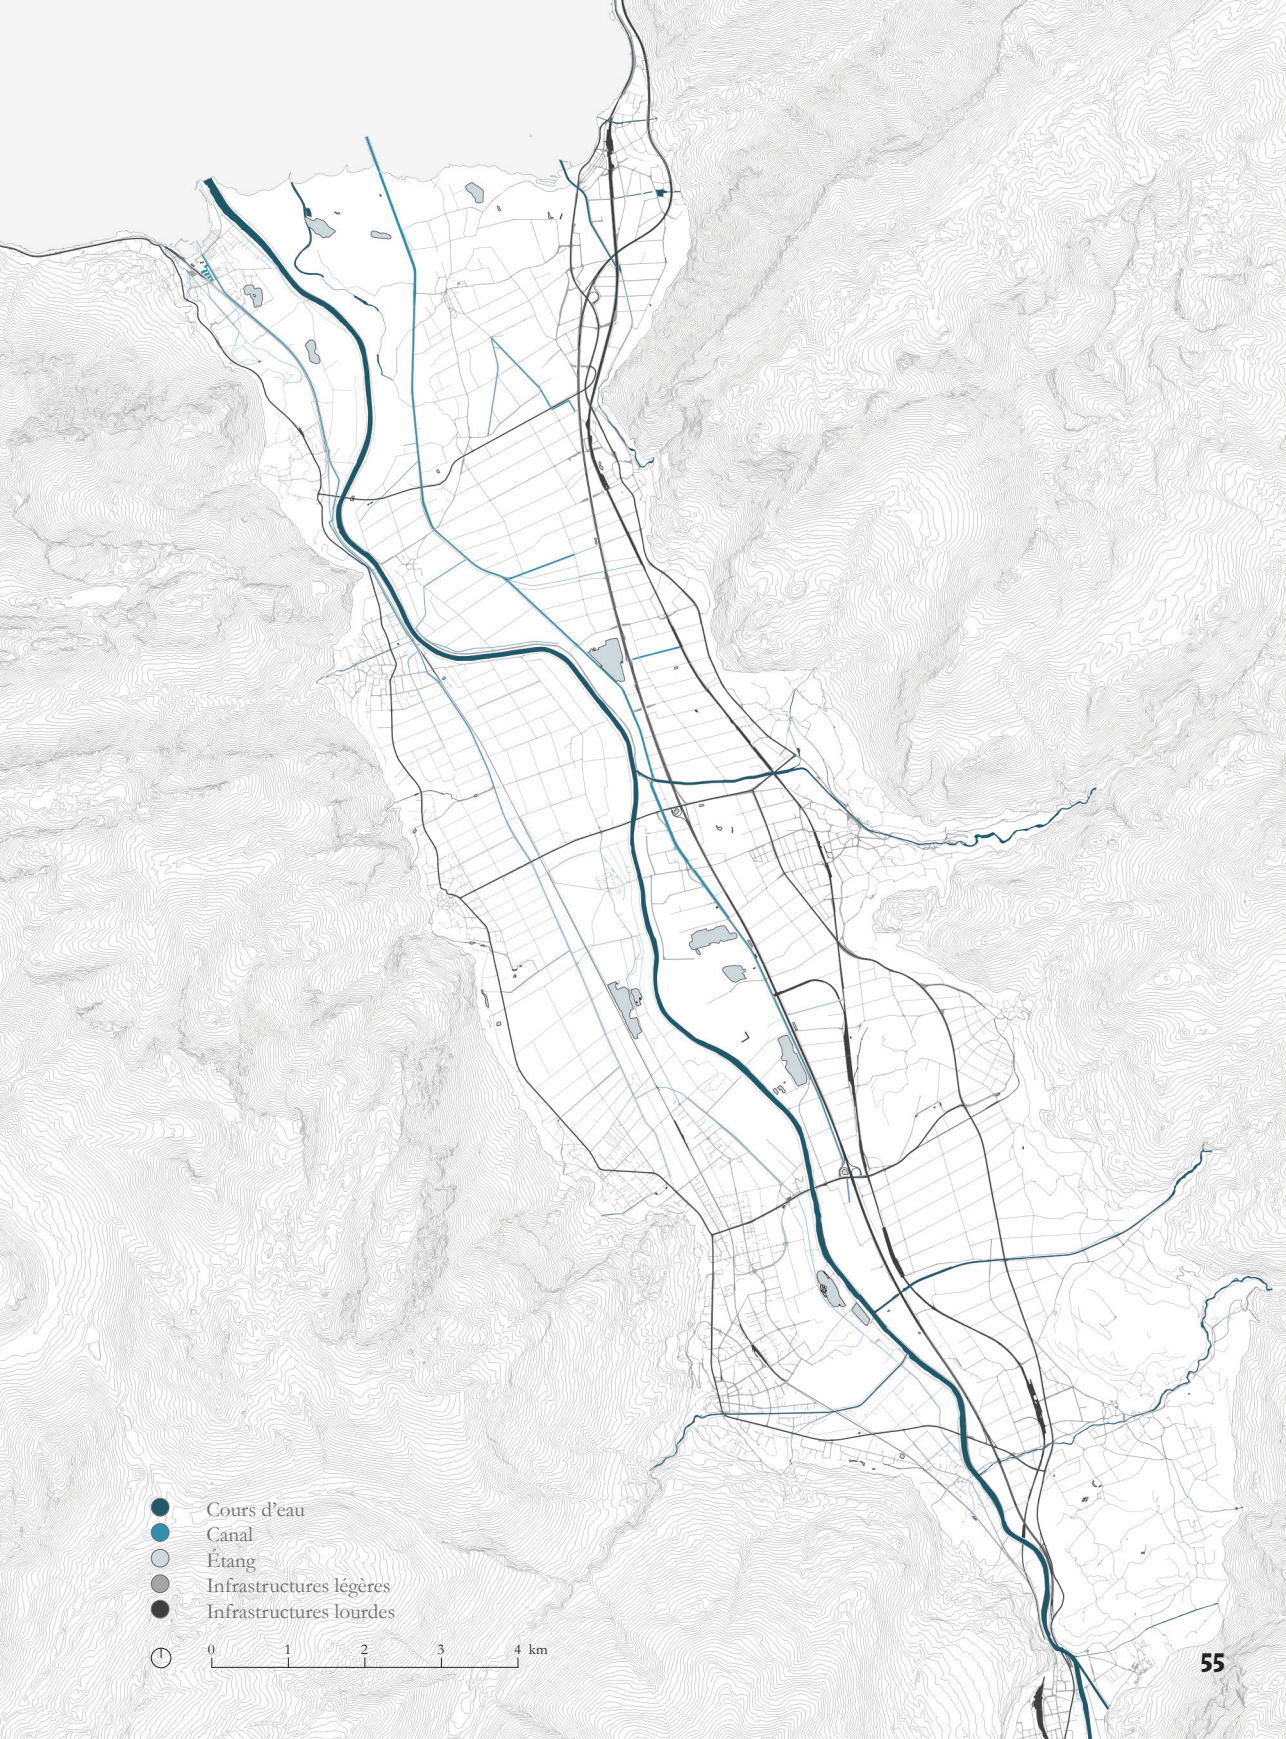 Cours d'eau
Canal
Étang
Infrastructures légères
Infrastructures lourdes
0 1 2 3 4 km
55